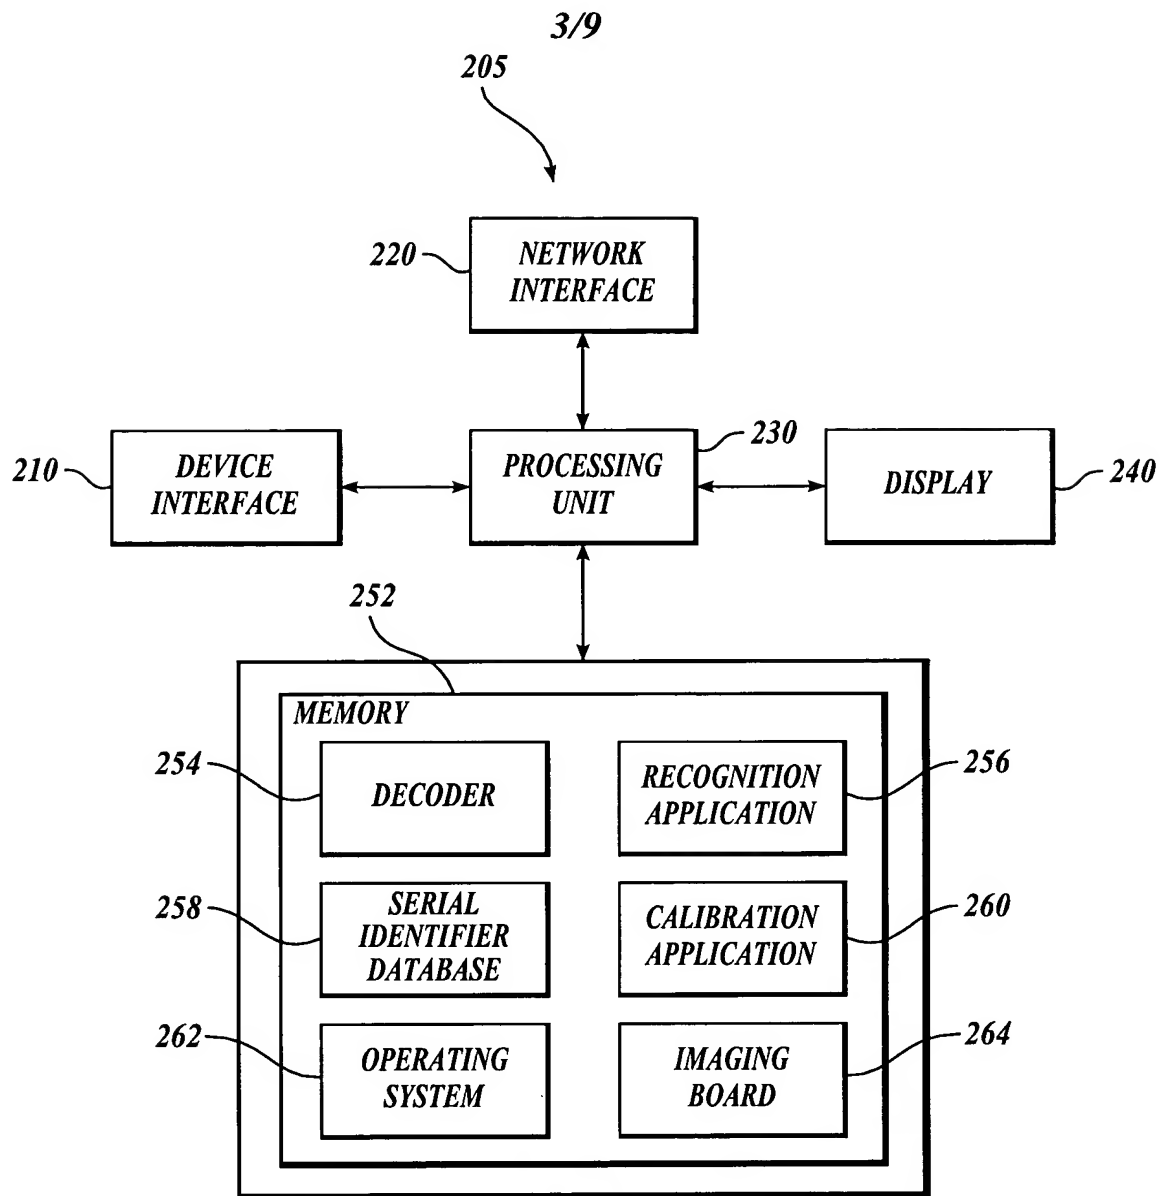 3/9
205
220
NETWORK
INTERFACE
210
DEVICE
INTERFACE
PROCESSING
UNIT
230
DISPLAY
240
252
MEMORY
254
DECODER
RECOGNITION
APPLICATION
256
258
SERIAL
IDENTIFIER
DATABASE
CALIBRATION
APPLICATION
260
262
OPERATING
SYSTEM
IMAGING
BOARD
264